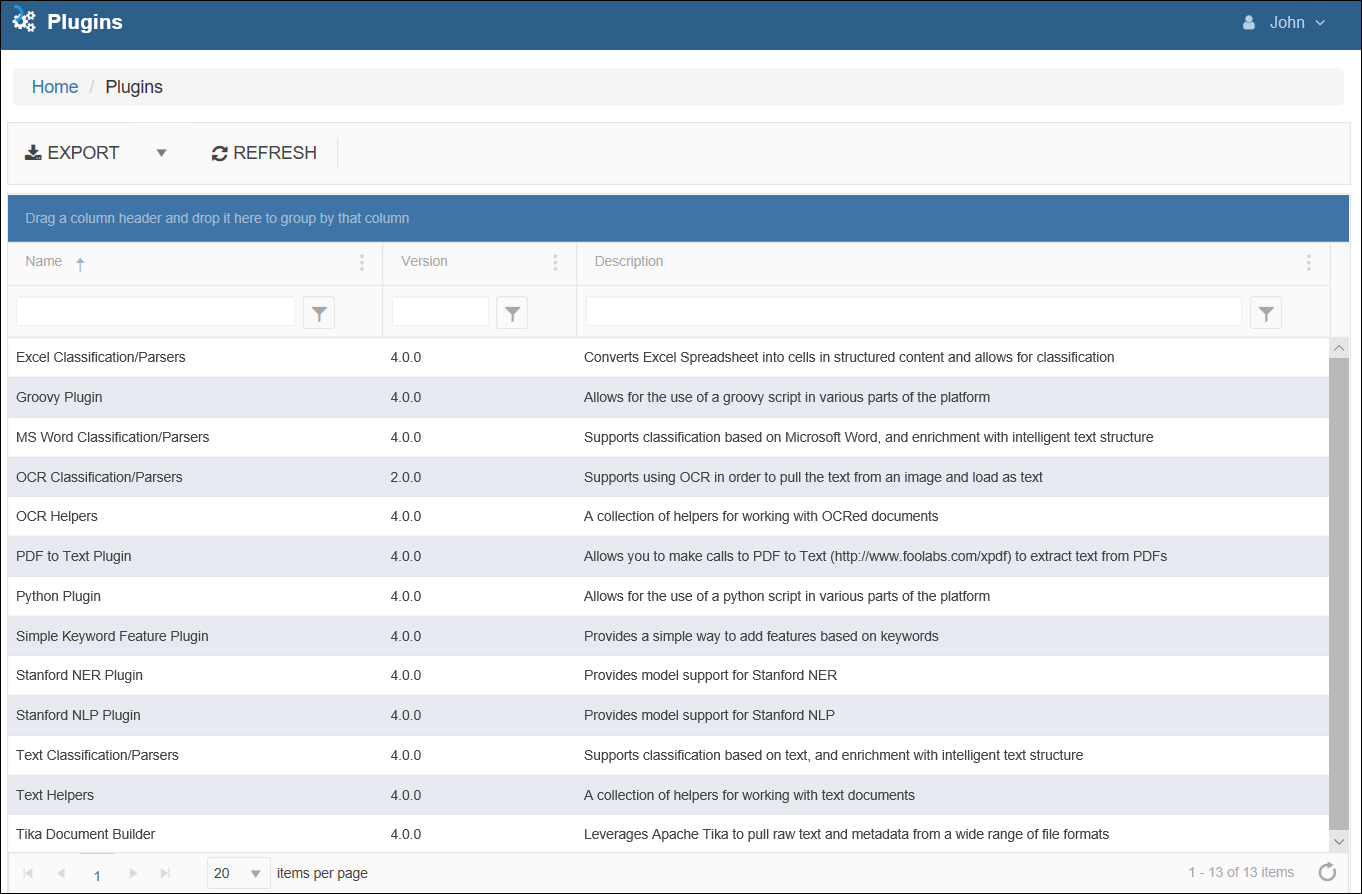 Plugins
John
Home / Plugins
EXPORT REFRESH
Drag a column header and drop it here to group by that column
Name Version Description
Excel Classification/Parsers 4.0.0 Converts Excel Spreadsheet into cells in structured content and allows for classification
Groovy Plugin 4.0.0 Allows for the use of a groovy script in various parts of the platform
MS Word Classification/Parsers 4.0.0 Supports classification based on Microsoft Word, and enrichment with intelligent text structure
OCR Classification/Parsers 2.0.0 Supports using OCR in order to pull the text from an image and load as text
OCR Helpers 4.0.0 A collection of helpers for working with OCRed documents
PDF to Text Plugin 4.0.0 Allows you to make calls to PDF to Text (http://www.foolabs.com/xpdf) to extract text from PDFs
Python Plugin 4.0.0 Allows for the use of a python script in various parts of the platform
Simple Keyword Feature Plugin 4.0.0 Provides a simple way to add features based on keywords
Stanford NER Plugin 4.0.0 Provides model support for Stanford NER
Stanford NLP Plugin 4.0.0 Provides model support for Stanford NLP
Text Classification/Parsers 4.0.0 Supports classification based on text, and enrichment with intelligent text structure
Text Helpers 4.0.0 A collection of helpers for working with text documents
Tika Document Builder 4.0.0 Leverages Apache Tika to pull raw text and metadata from a wide range of file formats
1 20 items per page 1 - 13 of 13 items